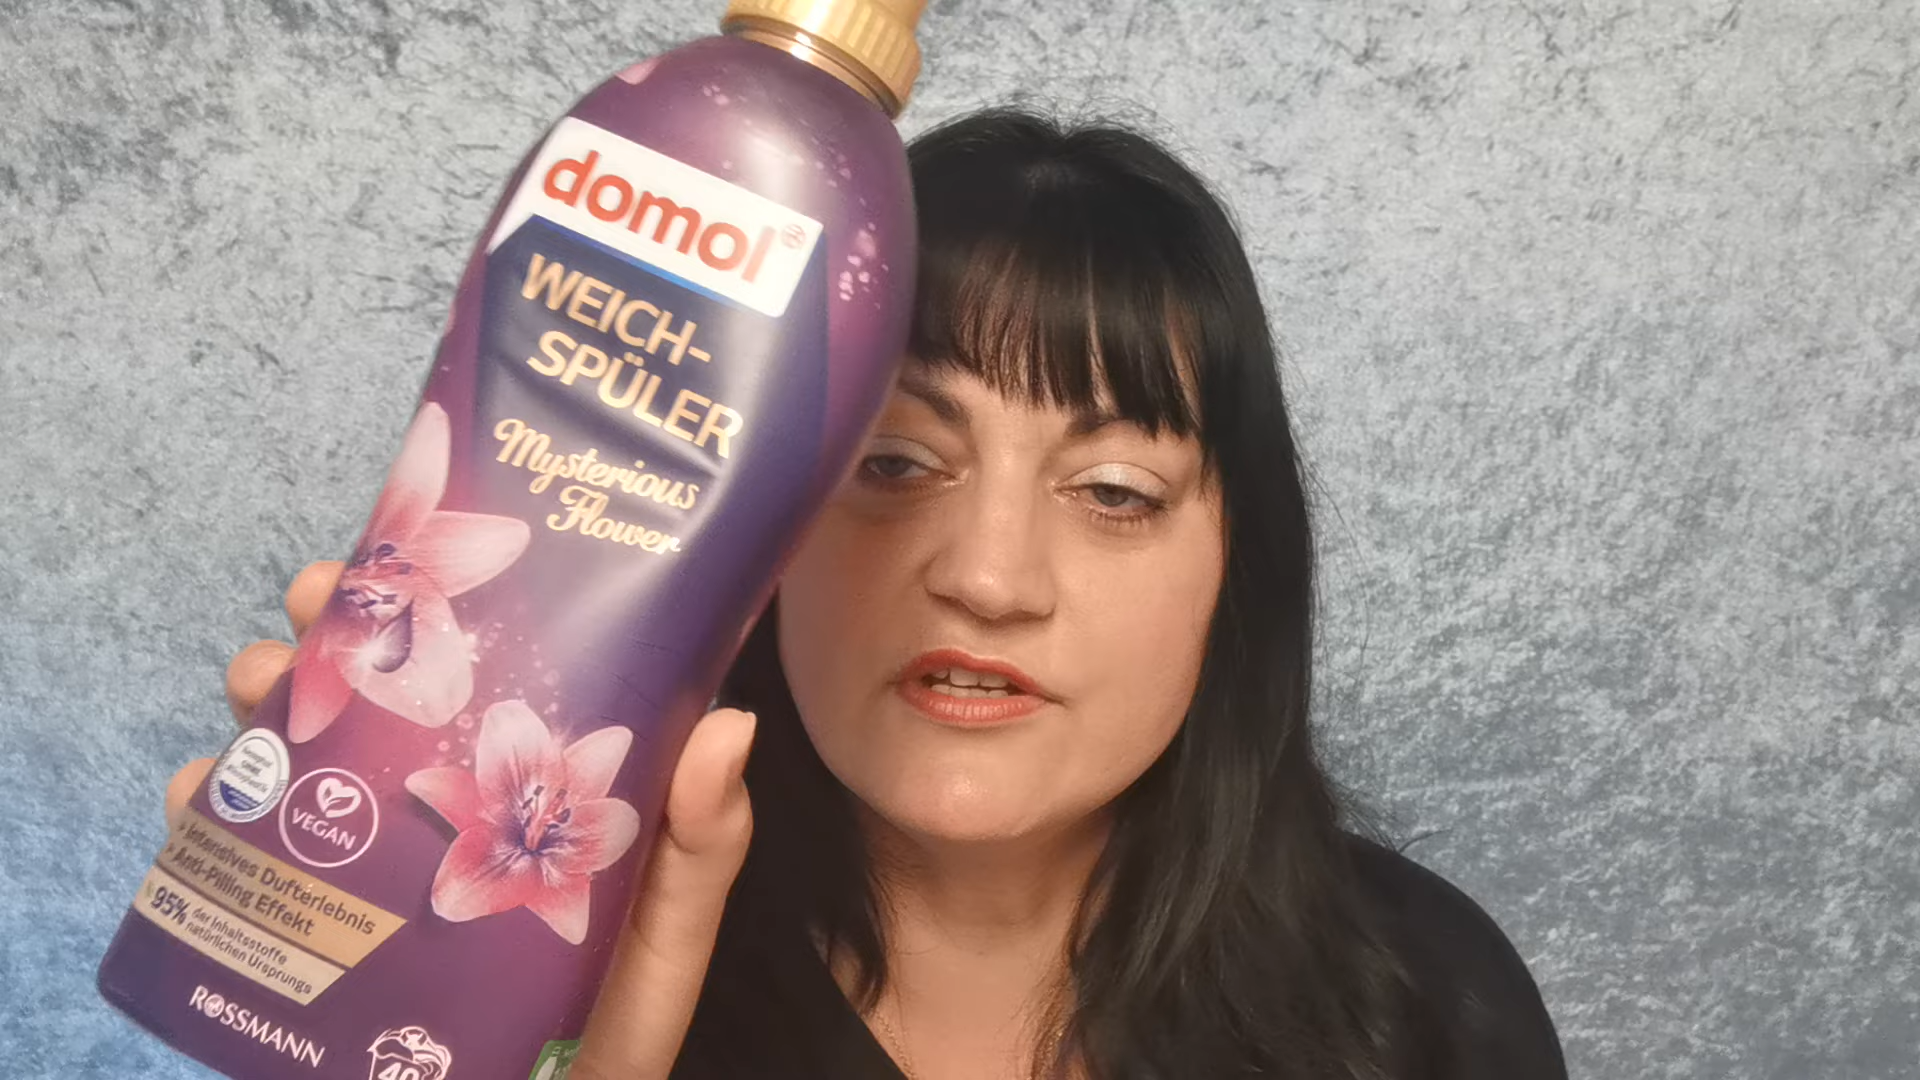 domol®
WEICH-
SPÜLER
Mysterious
Flower
VEGAN
+ Intensives Dufterlebnis
+ Anti-Pilling Effekt
95% der Inhaltsstoffe
natürlichen Ursprungs
ROSSMANN
40